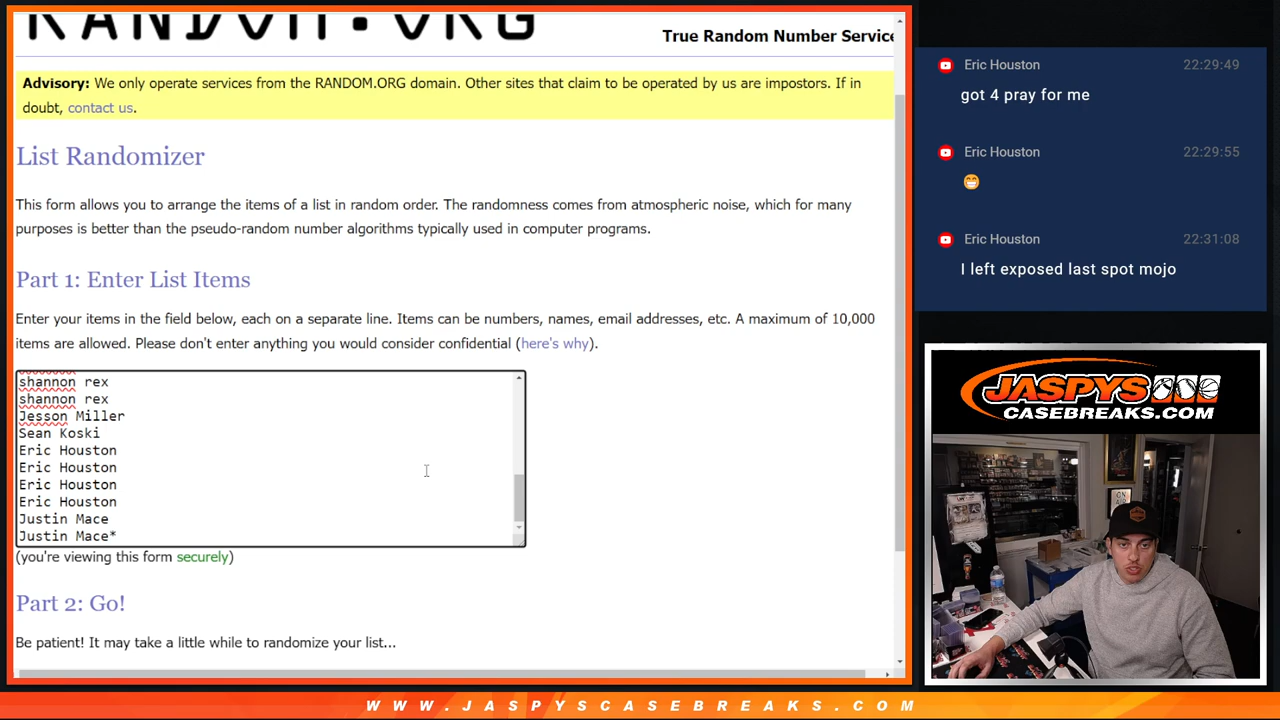 RANDOM.ORG
True Random Number Service
Advisory: We only operate services from the RANDOM.ORG domain. Other sites that claim to be operated by us are impostors. If in
doubt, contact us.
List Randomizer
This form allows you to arrange the items of a list in random order. The randomness comes from atmospheric noise, which for many
purposes is better than the pseudo-random number algorithms typically used in computer programs.
Part 1: Enter List Items
Enter your items in the field below, each on a separate line. Items can be numbers, names, email addresses, etc. A maximum of 10,000
items are allowed. Please don't enter anything you would consider confidential (here's why).
shannon rex
shannon rex
Jesson Miller
Sean Koski
Eric Houston
Eric Houston
Eric Houston
Eric Houston
Justin Mace
Justin Mace*
(you're viewing this form securely)
Part 2: Go!
Be patient! It may take a little while to randomize your list...
Eric Houston 22:29:49
got 4 pray for me
Eric Houston 22:29:55
😁
Eric Houston 22:31:08
I left exposed last spot mojo
JASPYS
CASEBREAKS.COM
ON AIR
WWW.JASPYSCASEBREAKS.COM